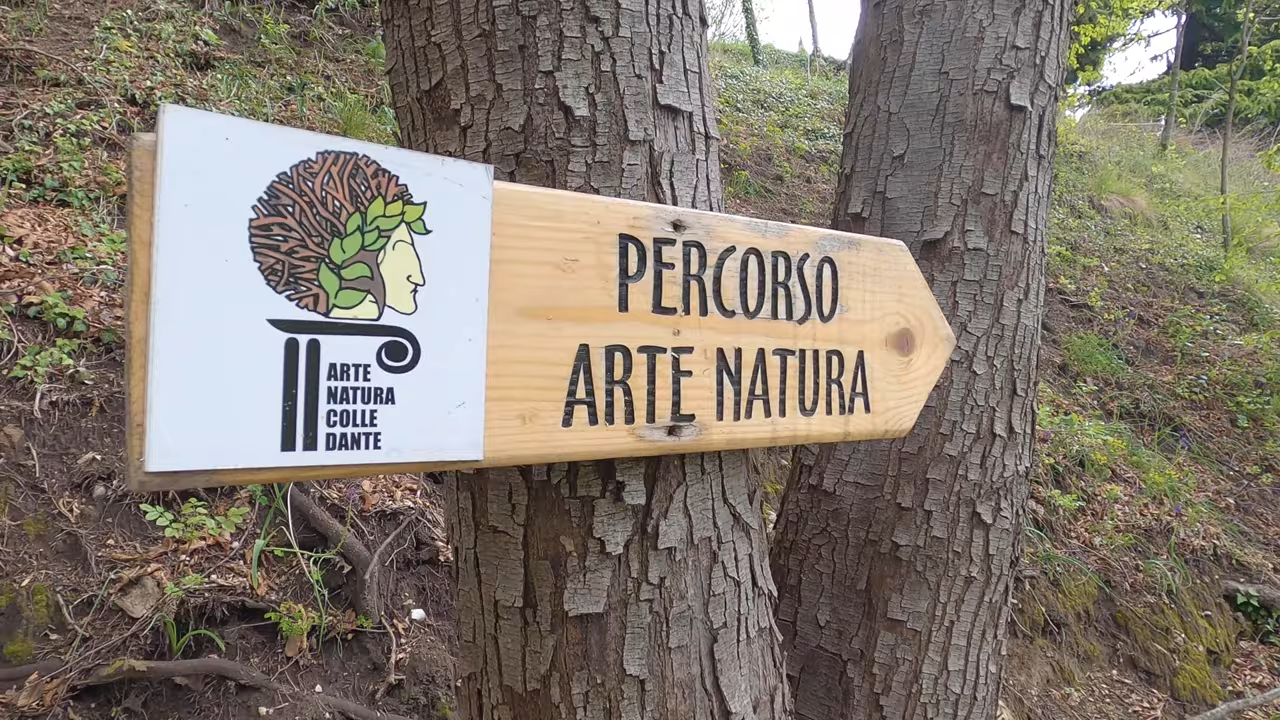 ARTE
NATURA
COLLE
DANTE
PERCORSO
ARTE NATURA